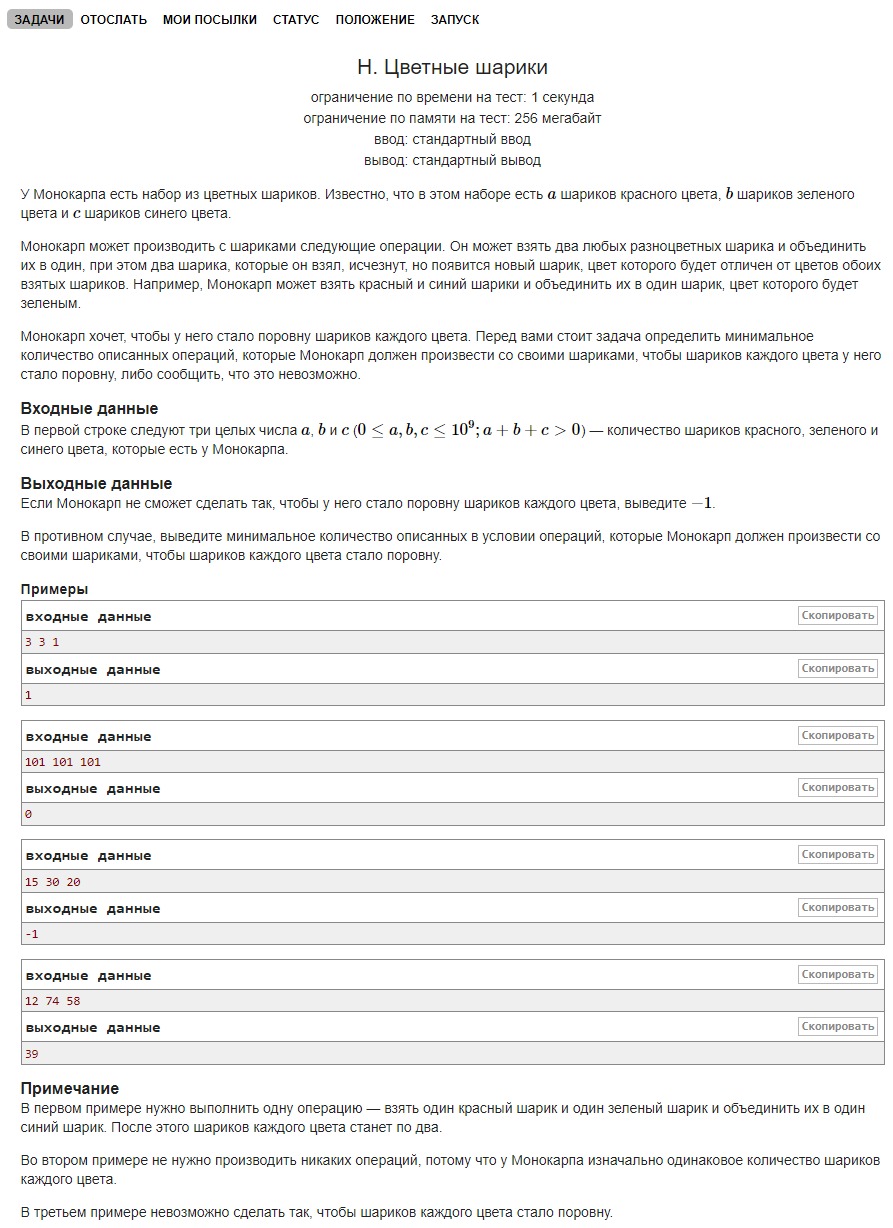 ЗАДАЧИ ОТОСЛАТЬ МОИ ПОСЫЛКИ СТАТУС ПОЛОЖЕНИЕ ЗАПУСК
H. Цветные шарики
ограничение по времени на тест: 1 секунда
ограничение по памяти на тест: 256 мегабайт
ввод: стандартный ввод
вывод: стандартный вывод
У Монокарпа есть набор из цветных шариков. Известно, что в этом наборе есть a шариков красного цвета, b шариков зеленого
цвета и c шариков синего цвета.
Монокарп может производить с шариками следующие операции. Он может взять два любых разноцветных шарика и объединить
их в один, при этом два шарика, которые он взял, исчезнут, но появится новый шарик, цвет которого будет отличен от цветов обоих
взятых шариков. Например, Монокарп может взять красный и синий шарики и объединить их в один шарик, цвет которого будет
зеленым.
Монокарп хочет, чтобы у него стало поровну шариков каждого цвета. Перед вами стоит задача определить минимальное
количество описанных операций, которые Монокарп должен произвести со своими шариками, чтобы шариков каждого цвета у него
стало поровну, либо сообщить, что это невозможно.
Входные данные
В первой строке следуют три целых числа a, b и c (0 ≤ a, b, c ≤ 10⁹; a + b + c > 0) — количество шариков красного, зеленого и
синего цвета, которые есть у Монокарпа.
Выходные данные
Если Монокарп не сможет сделать так, чтобы у него стало поровну шариков каждого цвета, выведите −1.
В противном случае, выведите минимальное количество описанных в условии операций, которые Монокарп должен произвести со
своими шариками, чтобы шариков каждого цвета стало поровну.
Примеры
входные данные Скопировать
3 3 1
выходные данные Скопировать
1
входные данные Скопировать
101 101 101
выходные данные Скопировать
0
входные данные Скопировать
15 30 20
выходные данные Скопировать
-1
входные данные Скопировать
12 74 58
выходные данные Скопировать
39
Примечание
В первом примере нужно выполнить одну операцию — взять один красный шарик и один зеленый шарик и объединить их в один
синий шарик. После этого шариков каждого цвета станет по два.
Во втором примере не нужно производить никаких операций, потому что у Монокарпа изначально одинаковое количество шариков
каждого цвета.
В третьем примере невозможно сделать так, чтобы шариков каждого цвета стало поровну.